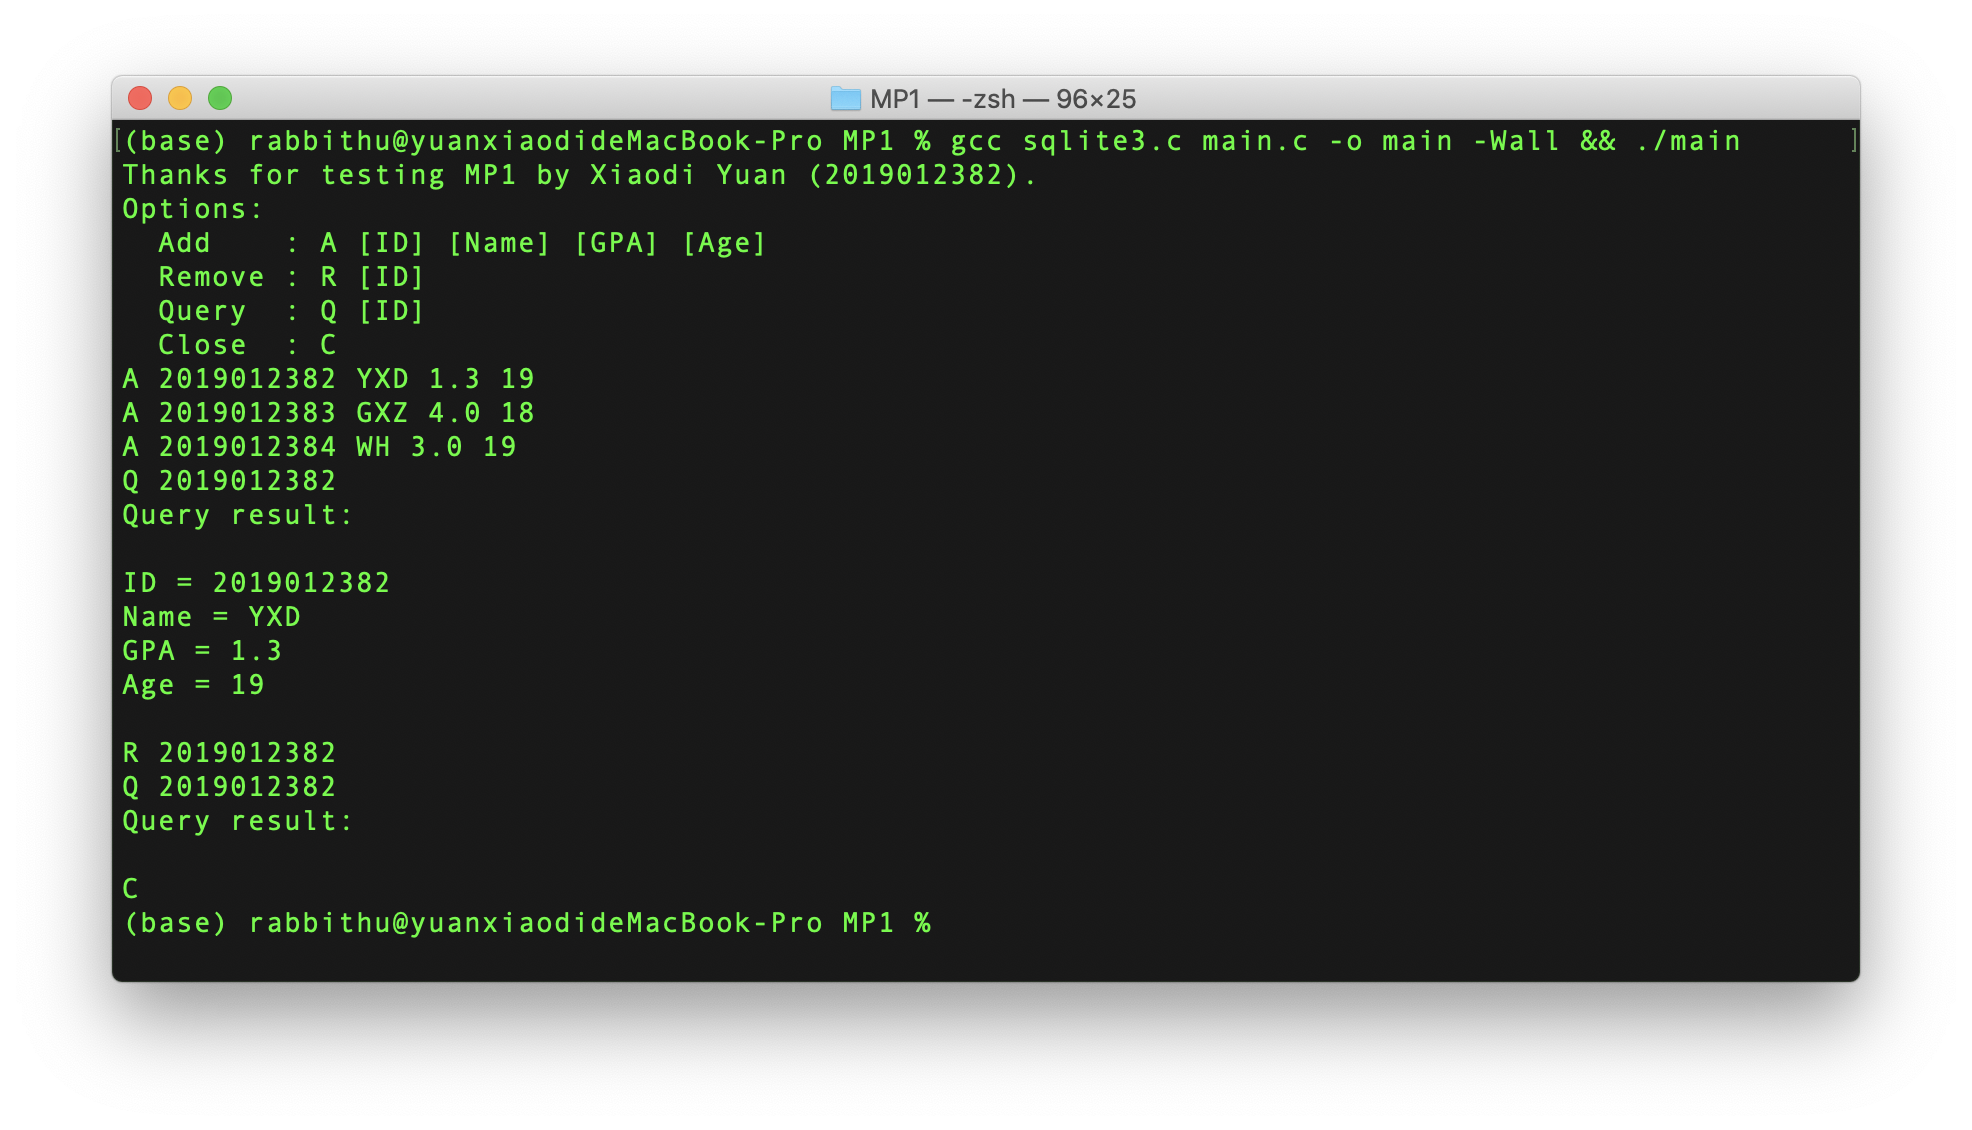 MP1 — -zsh — 96×25
[(base) rabbithu@yuanxiaodideMacBook-Pro MP1 % gcc sqlite3.c main.c -o main -Wall && ./main ]
Thanks for testing MP1 by Xiaodi Yuan (2019012382).
Options:
  Add    : A [ID] [Name] [GPA] [Age]
  Remove : R [ID]
  Query  : Q [ID]
  Close  : C
A 2019012382 YXD 1.3 19
A 2019012383 GXZ 4.0 18
A 2019012384 WH 3.0 19
Q 2019012382
Query result:
ID = 2019012382
Name = YXD
GPA = 1.3
Age = 19
R 2019012382
Q 2019012382
Query result:
C
(base) rabbithu@yuanxiaodideMacBook-Pro MP1 %